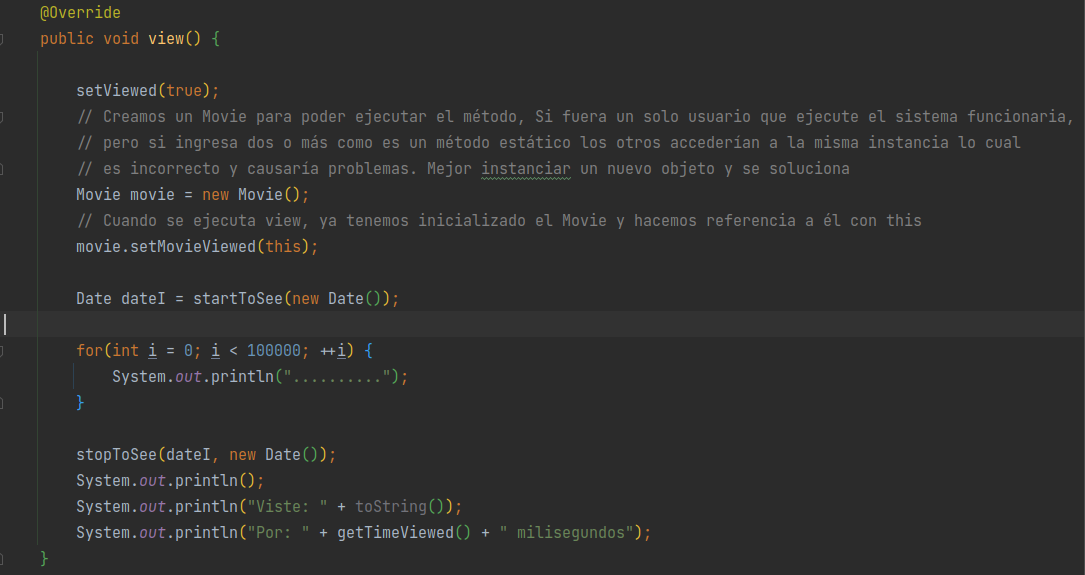 @Override
public void view() {
setViewed(true);
// Creamos un Movie para poder ejecutar el método, Si fuera un solo usuario que ejecute el sistema funcionaria,
// pero si ingresa dos o más como es un método estático los otros accederían a la misma instancia lo cual
// es incorrecto y causaría problemas. Mejor instanciar un nuevo objeto y se soluciona
Movie movie = new Movie();
// Cuando se ejecuta view, ya tenemos inicializado el Movie y hacemos referencia a él con this
movie.setMovieViewed(this);
Date dateI = startToSee(new Date());
for(int i = 0; i < 100000; ++i) {
System.out.println("..........");
}
stopToSee(dateI, new Date());
System.out.println();
System.out.println("Viste: " + toString());
System.out.println("Por: " + getTimeViewed() + " milisegundos");
}